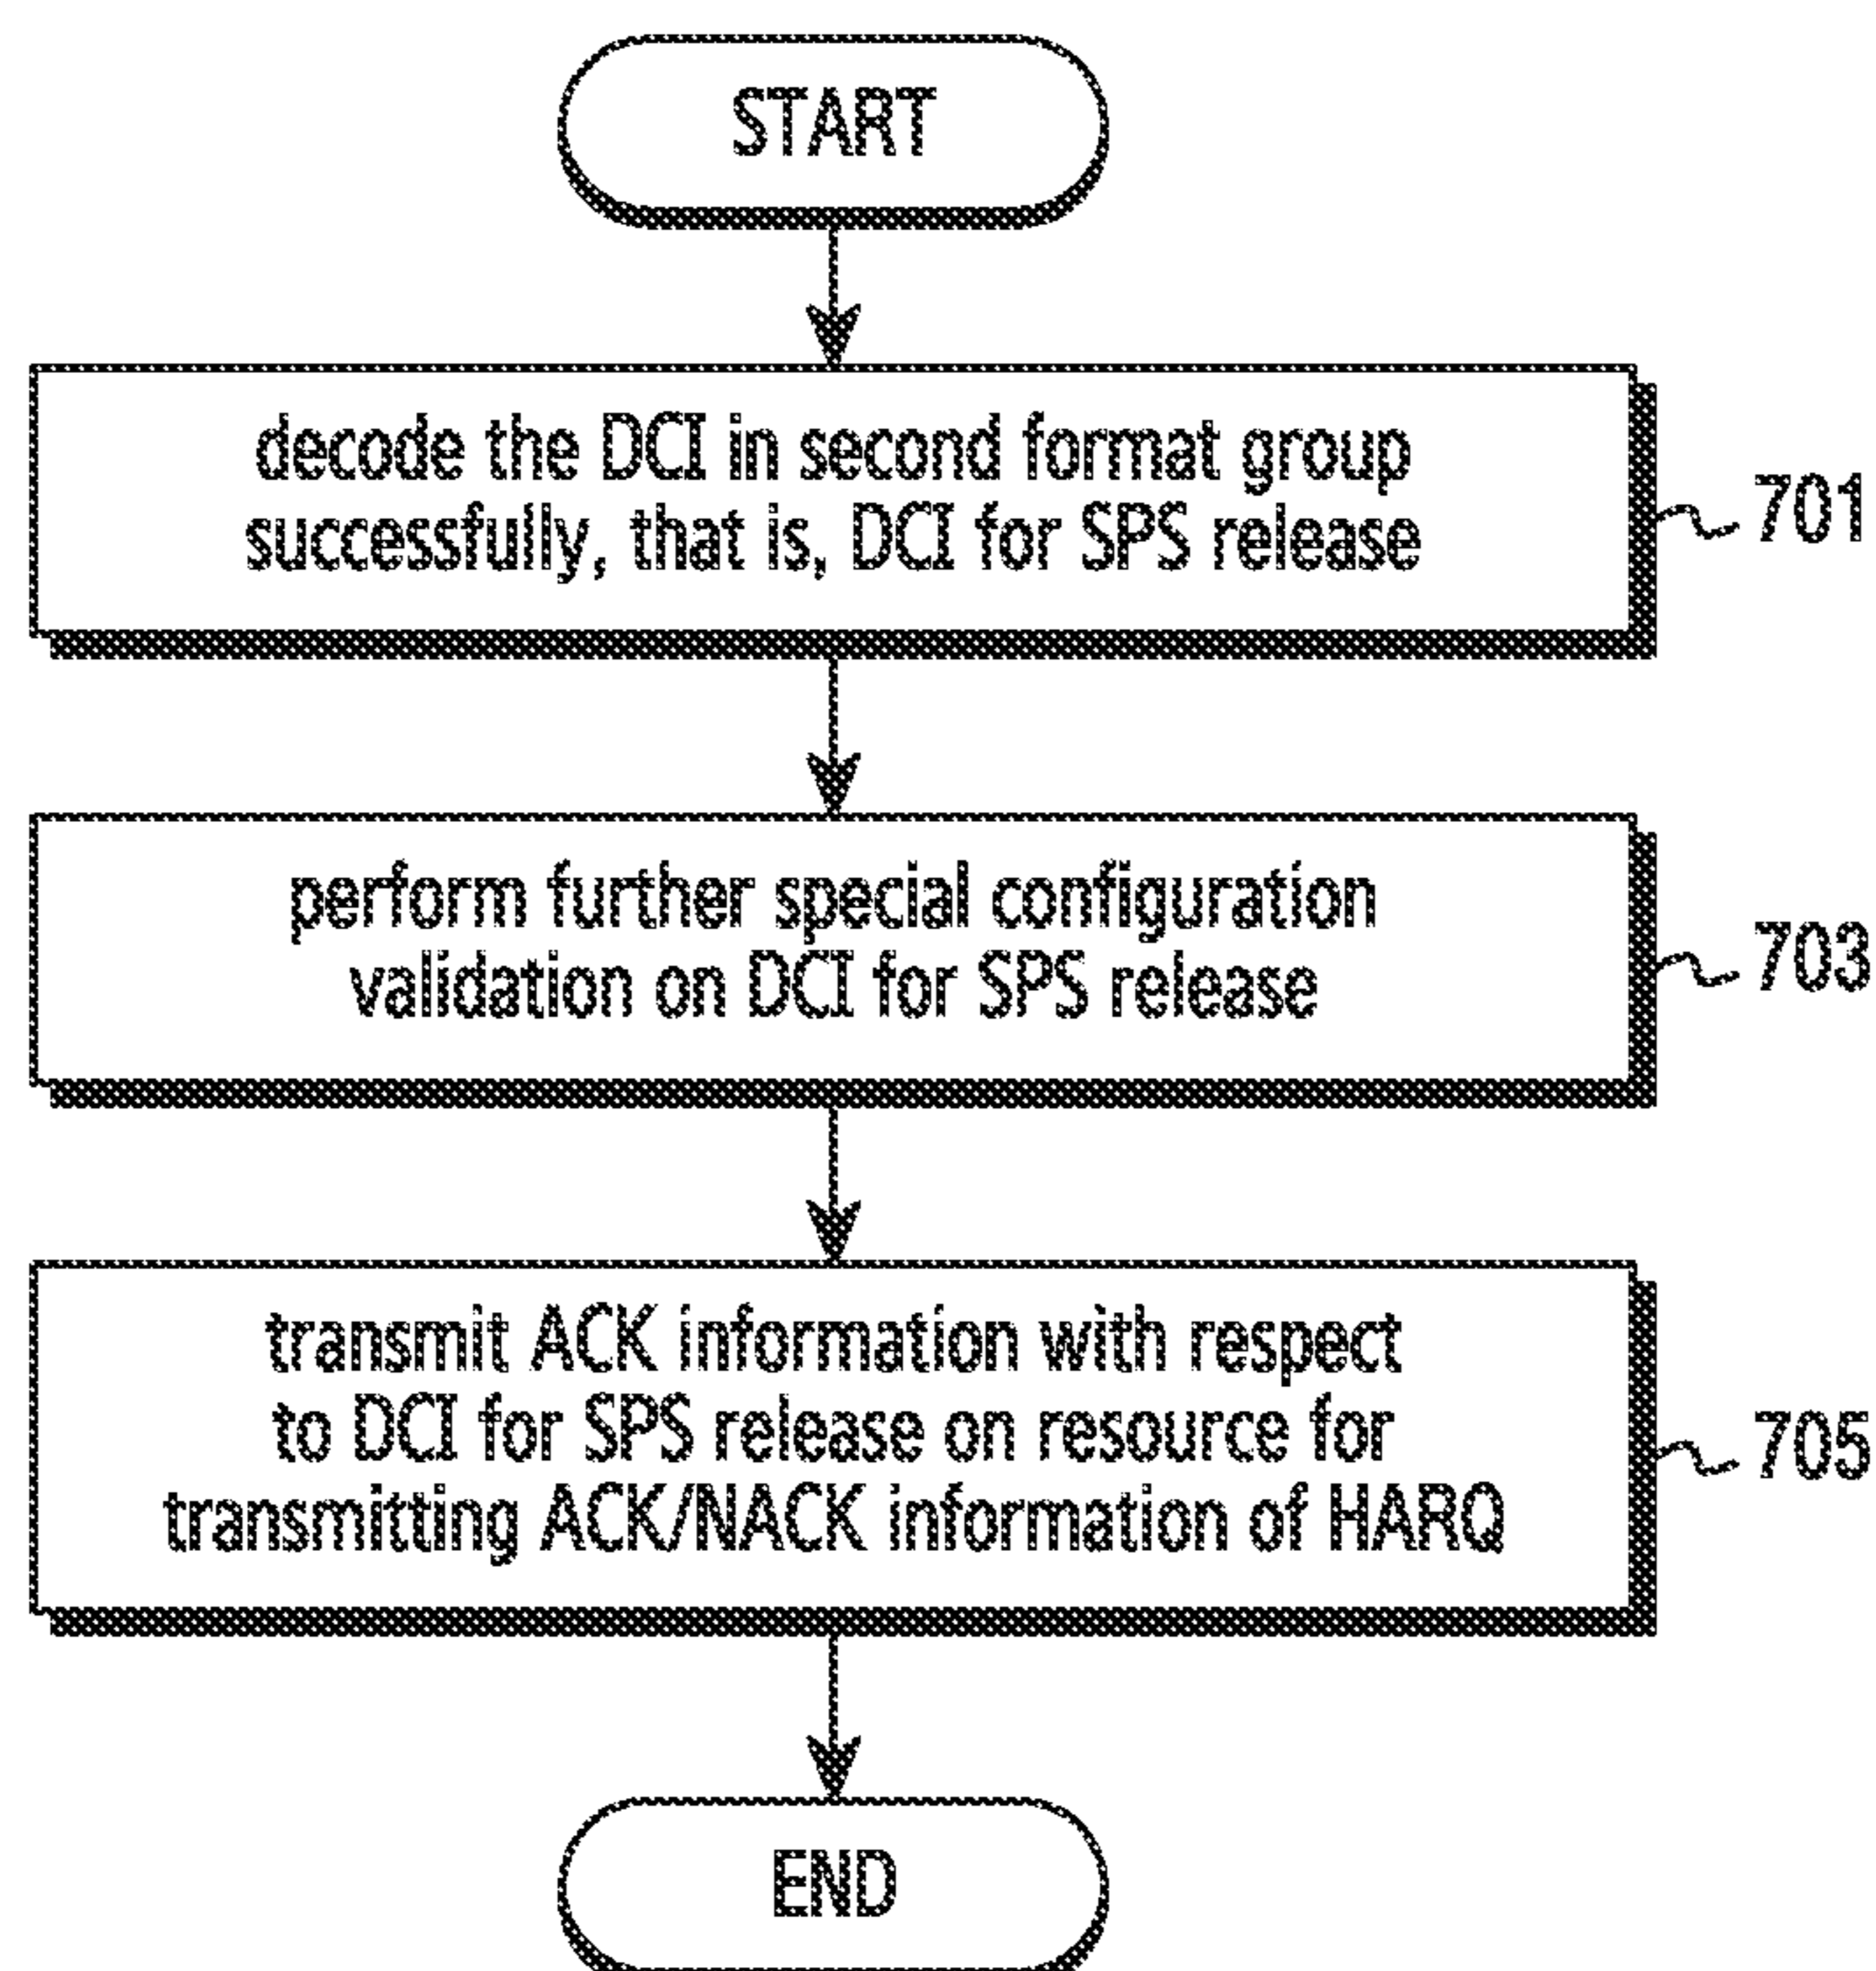 START
decode the DCI in second format group
successfully, that is, DCI for SPS release
701
perform further special configuration
validation on DCI for SPS release
703
transmit ACK information with respect
to DCI for SPS release on resource for
transmitting ACK/NACK information of HARQ
705
END